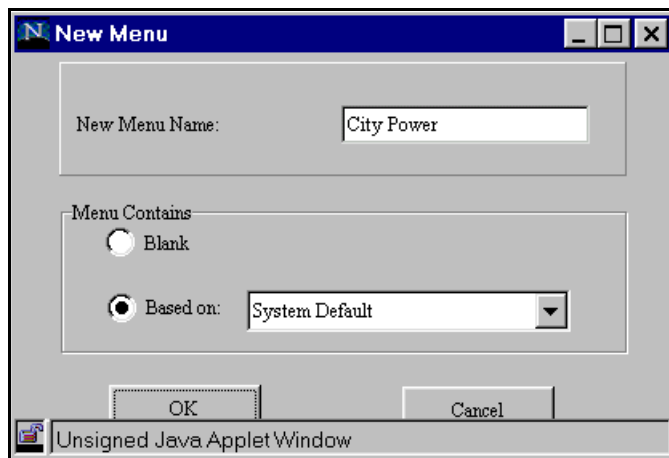 N New Menu
New Menu Name: City Power
Menu Contains
Blank
Based on: System Default
OK Cancel
Unsigned Java Applet Window